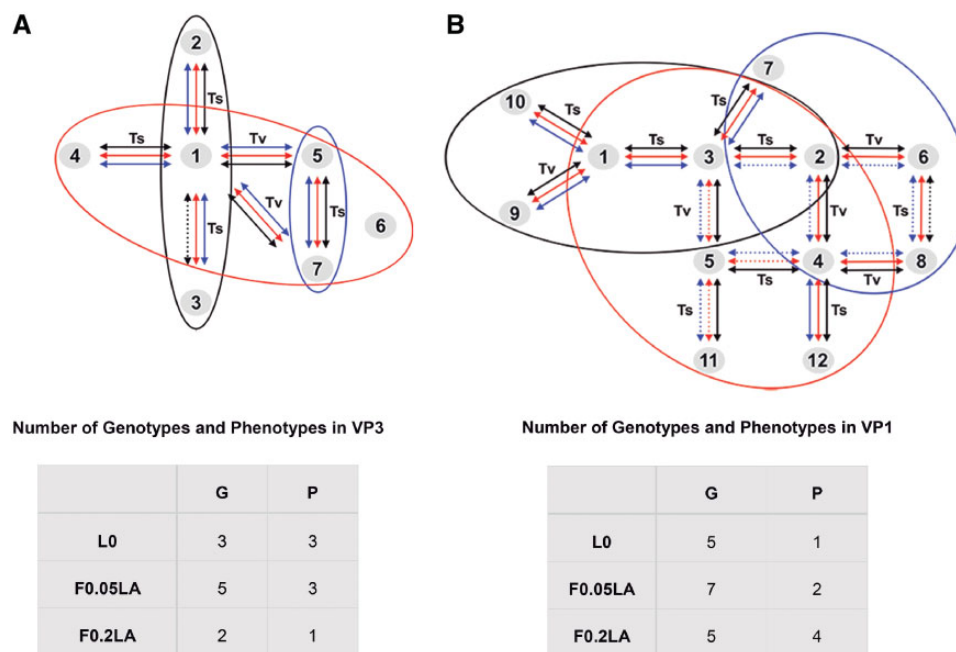 A
B
2
4
Ts
1
Ts
Tv
5
Ts
Tv
Ts
6
7
3
7
10
Ts
Ts
1
Ts
3
Ts
2
Tv
6
9
Tv
Tv
Ts
5
Ts
4
Tv
8
Ts
Ts
11
12
Number of Genotypes and Phenotypes in VP3
G P
L0 3 3
F0.05LA 5 3
F0.2LA 2 1
Number of Genotypes and Phenotypes in VP1
G P
L0 5 1
F0.05LA 7 2
F0.2LA 5 4